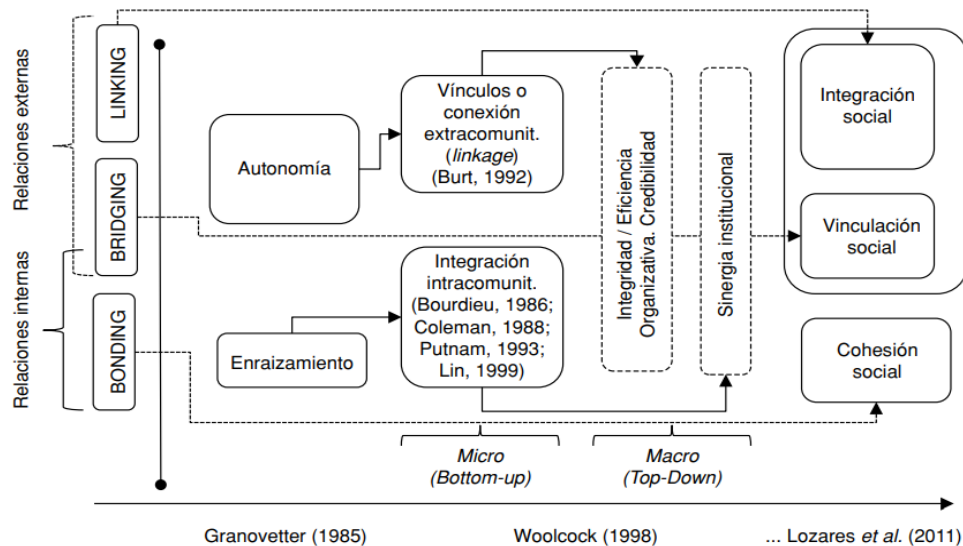 Relaciones externas
Relaciones internas
LINKING
BRIDGING
BONDING
Autonomía
Enraizamiento
Vínculos o
conexión
extracomunit.
(linkage)
(Burt, 1992)
Integración
intracomunit.
(Bourdieu, 1986;
Coleman, 1988;
Putnam, 1993;
Lin, 1999)
Integridad / Eficiencia
Organizativa. Credibilidad
Sinergia institucional
Integración
social
Vinculación
social
Cohesión
social
Micro
(Bottom-up)
Macro
(Top-Down)
Granovetter (1985)
Woolcock (1998)
... Lozares et al. (2011)